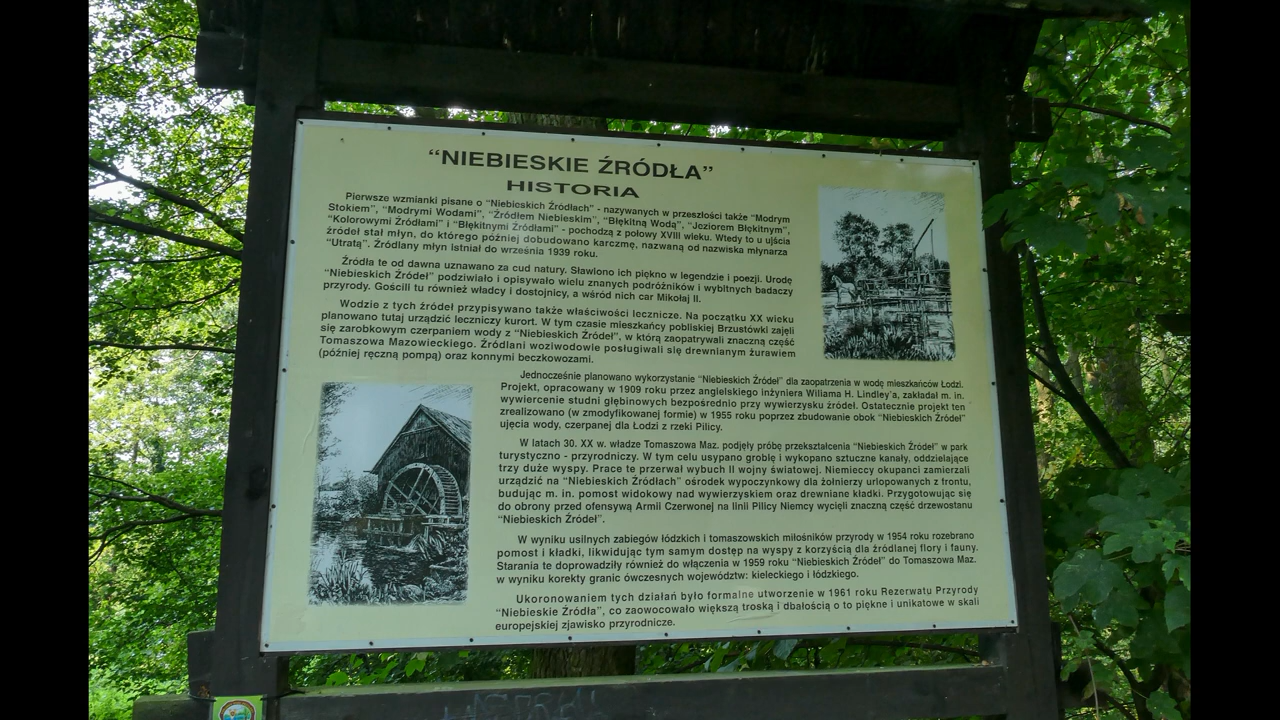 “NIEBIESKIE ŹRÓDŁA”
HISTORIA
Pierwsze wzmianki pisane o “Niebieskich Źródłach” - nazywanych w przeszłości także “Modrym
Stokiem”, “Modrymi Wodami”, “Źródłem Niebieskim”, “Błękitną Wodą”, “Jeziorem Błękitnym”,
“Kolorowymi Źródłami” i “Błękitnymi Źródłami” - pochodzą z połowy XVIII wieku. Wtedy to u ujścia
źródeł stał młyn, do którego później dobudowano karczmę, nazwaną od nazwiska młynarza
“Utratą”. Źródlany młyn istniał do września 1939 roku.
Źródła te od dawna uznawano za cud natury. Sławiono ich piękno w legendzie i poezji. Urodę
“Niebieskich Źródeł” podziwiało i opisywało wielu znanych podróżników i wybitnych badaczy
przyrody. Gościli tu również władcy i dostojnicy, a wśród nich car Mikołaj II.
Wodzie z tych źródeł przypisywano także właściwości lecznicze. Na początku XX wieku
planowano tutaj urządzić leczniczy kurort. W tym czasie mieszkańcy pobliskiej Brzustówki zajęli
się zarobkowym czerpaniem wody z “Niebieskich Źródeł”, w którą zaopatrywali znaczną część
Tomaszowa Mazowieckiego. Źródlani woziwodowie posługiwali się drewnianym żurawiem
(później ręczną pompą) oraz konnymi beczkowozami.
Jednocześnie planowano wykorzystanie “Niebieskich Źródeł” dla zaopatrzenia w wodę mieszkańców Łodzi.
Projekt, opracowany w 1909 roku przez angielskiego inżyniera Wiliama H. Lindley’a, zakładał m. in.
wywiercenie studni głębinowych bezpośrednio przy wywierzysku źródeł. Ostatecznie projekt ten
zrealizowano (w zmodyfikowanej formie) w 1955 roku poprzez zbudowanie obok “Niebieskich Źródeł”
ujęcia wody, czerpanej dla Łodzi z rzeki Pilicy.
W latach 30. XX w. władze Tomaszowa Maz. podjęły próbę przekształcenia “Niebieskich Źródeł” w park
turystyczno - przyrodniczy. W tym celu usypano groblę i wykopano sztuczne kanały, oddzielające
trzy duże wyspy. Prace te przerwał wybuch II wojny światowej. Niemieccy okupanci zamierzali
urządzić na “Niebieskich Źródłach” ośrodek wypoczynkowy dla żołnierzy urlopowanych z frontu,
budując m. in. pomost widokowy nad wywierzyskiem oraz drewniane kładki. Przygotowując się
do obrony przed ofensywą Armii Czerwonej na linii Pilicy Niemcy wycięli znaczną część drzewostanu
“Niebieskich Źródeł”.
W wyniku usilnych zabiegów łódzkich i tomaszowskich miłośników przyrody w 1954 roku rozebrano
pomost i kładki, likwidując tym samym dostęp na wyspy z korzyścią dla źródlanej flory i fauny.
Starania te doprowadziły również do włączenia w 1959 roku “Niebieskich Źródeł” do Tomaszowa Maz.
w wyniku korekty granic ówczesnych województw: kieleckiego i łódzkiego.
Ukoronowaniem tych działań było formalne utworzenie w 1961 roku Rezerwatu Przyrody
“Niebieskie Źródła”, co zaowocowało większą troską i dbałością o to piękne i unikatowe w skali
europejskiej zjawisko przyrodnicze.